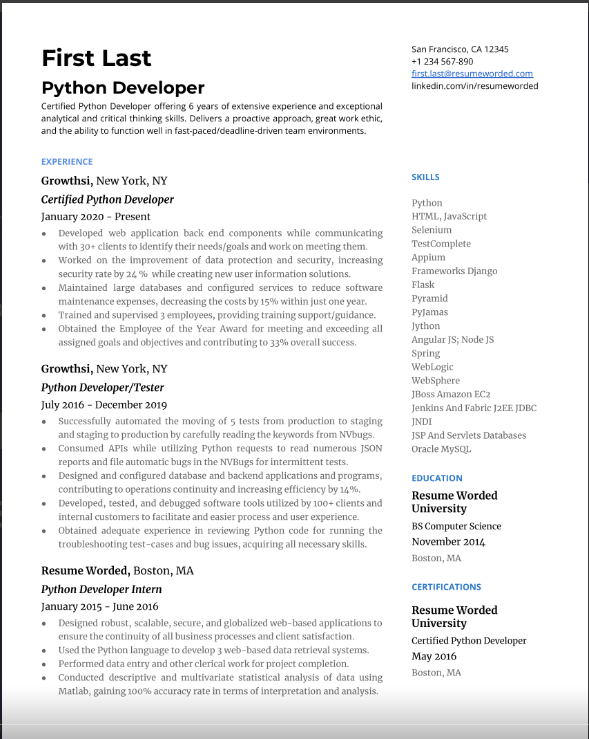 First Last
Python Developer
Certified Python Developer offering 6 years of extensive experience and exceptional
analytical and critical thinking skills. Delivers a proactive approach, great work ethic,
and the ability to function well in fast-paced/deadline-driven team environments.
San Francisco, CA 12345
+1 234 567-890
first.last@resumeworded.com
linkedin.com/in/resumeworded
EXPERIENCE
Growthsi, New York, NY
Certified Python Developer
January 2020 – Present
● Developed web application back end components while communicating
with 30+ clients to identify their needs/goals and work on meeting them.
● Worked on the improvement of data protection and security, increasing
security rate by 24 % while creating new user information solutions.
● Maintained large databases and configured services to reduce software
maintenance expenses, decreasing the costs by 15% within just one year.
● Trained and supervised 3 employees, providing training support/guidance.
● Obtained the Employee of the Year Award for meeting and exceeding all
assigned goals and objectives and contributing to 33% overall success.
Growthsi, New York, NY
Python Developer/Tester
July 2016 – December 2019
● Successfully automated the moving of 5 tests from production to staging
and staging to production by carefully reading the keywords from NVbugs.
● Consumed APIs while utilizing Python requests to read numerous JSON
reports and file automatic bugs in the NVBugs for intermittent tests.
● Designed and configured database and backend applications and programs,
contributing to operations continuity and increasing efficiency by 14%.
● Developed, tested, and debugged software tools utilized by 100+ clients and
internal customers to facilitate and easier process and user experience.
● Obtained adequate experience in reviewing Python code for running the
troubleshooting test-cases and bug issues, acquiring all necessary skills.
Resume Worded, Boston, MA
Python Developer Intern
January 2015 – June 2016
● Designed robust, scalable, secure, and globalized web-based applications to
ensure the continuity of all business processes and client satisfaction.
● Used the Python language to develop 3 web-based data retrieval systems.
● Performed data entry and other clerical work for project completion.
● Conducted descriptive and multivariate statistical analysis of data using
Matlab, gaining 100% accuracy rate in terms of interpretation and analysis.
SKILLS
Python
HTML, JavaScript
Selenium
TestComplete
Appium
Frameworks Django
Flask
Pyramid
PyJamas
Jython
Angular JS; Node JS
Spring
WebLogic
WebSphere
JBoss Amazon EC2
Jenkins And Fabric J2EE JDBC
JNDI
JSP And Servlets Databases
Oracle MySQL
EDUCATION
Resume Worded
University
BS Computer Science
November 2014
Boston, MA
CERTIFICATIONS
Resume Worded
University
Certified Python Developer
May 2016
Boston, MA